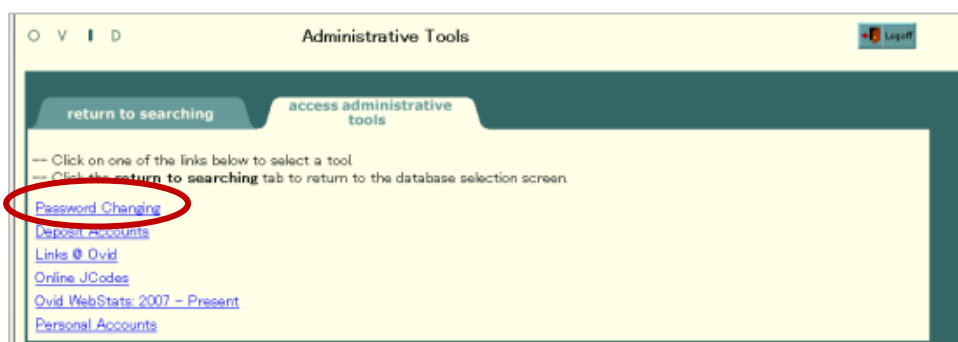 O V I D
Administrative Tools
Logoff
return to searching
access administrative
tools
-- Click on one of the links below to select a tool
-- Click the return to searching tab to return to the database selection screen.
Password Changing
Deposit Accounts
Links @ Ovid
Online JCodes
Ovid WebStats: 2007 - Present
Personal Accounts